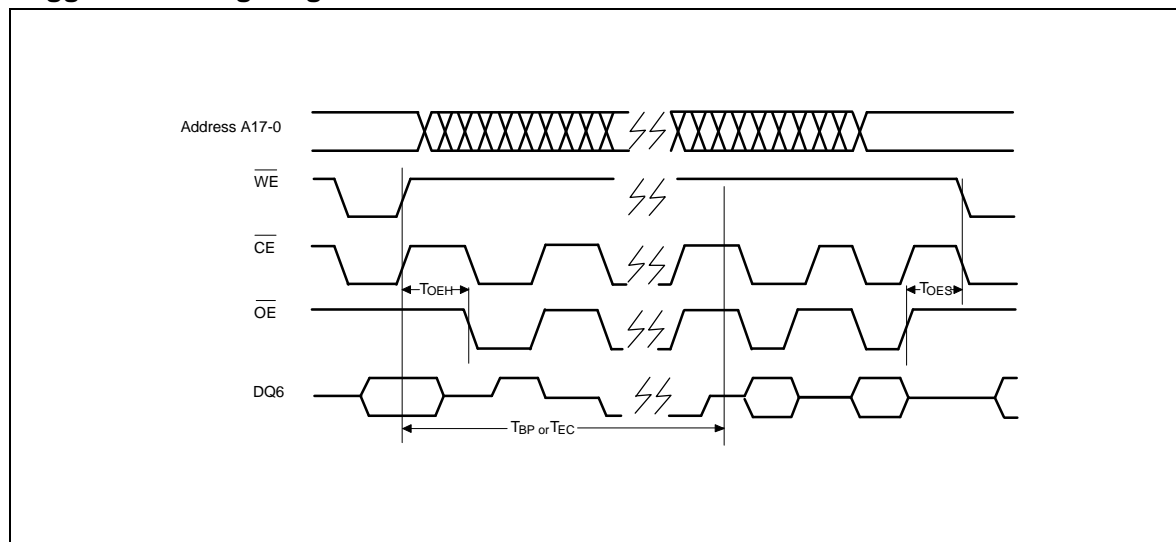 Address A17-0
WE
CE
TOEH
TOES
OE
DQ6
TBP or TEC